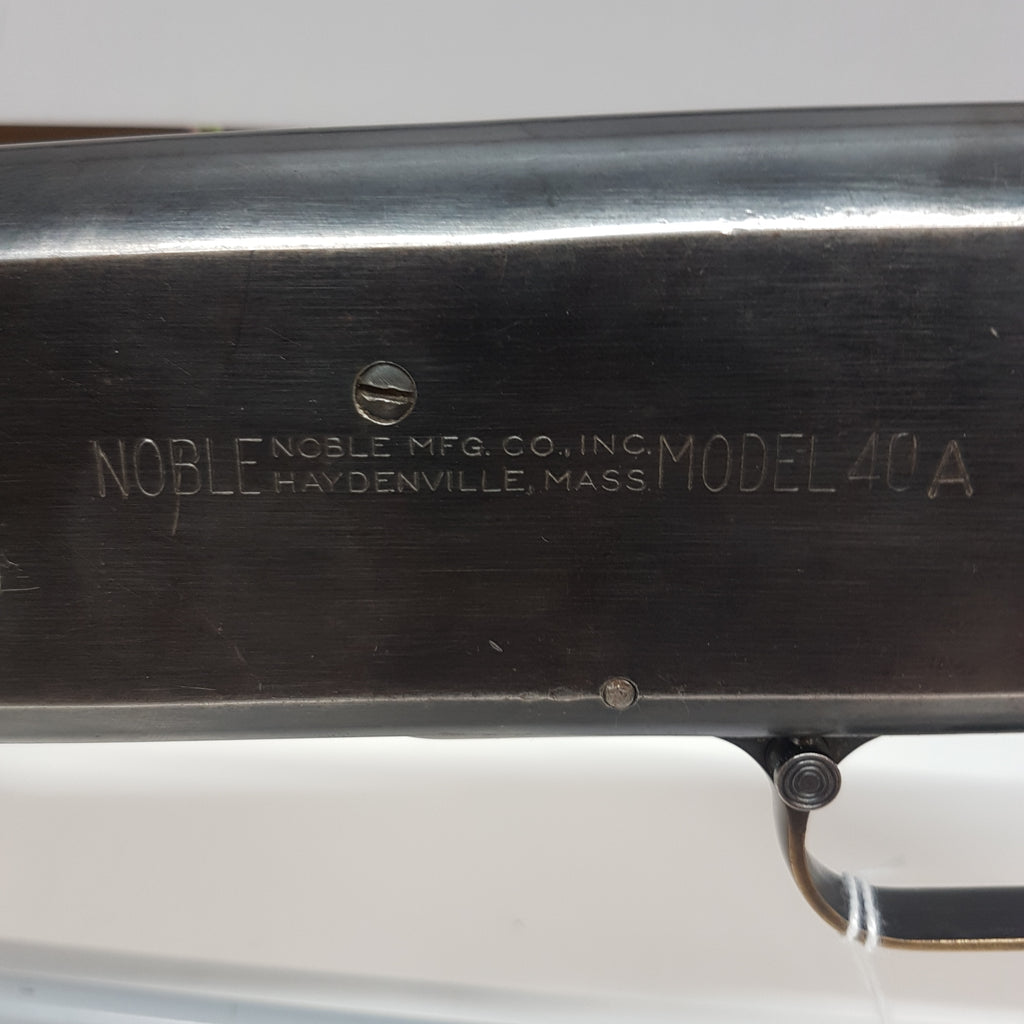 NOBLE NOBLE MFG. CO., INC. MODEL 40 A
HAYDENVILLE, MASS.